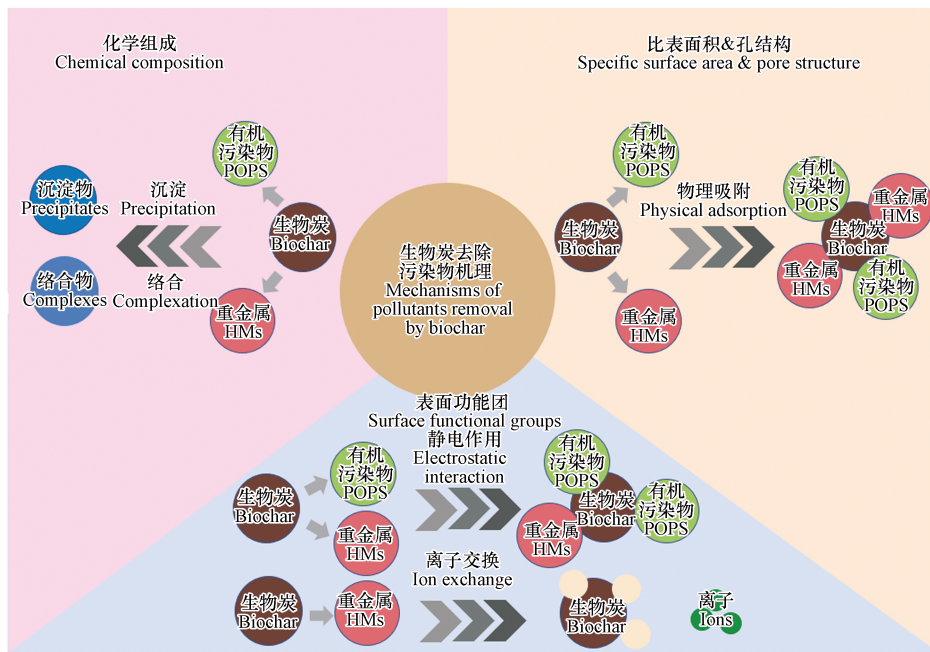 化学组成
Chemical composition
有机
污染物
POPS
沉淀物
Precipitates
沉淀
Precipitation
生物炭
Biochar
络合物
Complexes
络合
Complexation
重金属
HMs
比表面积&孔结构
Specific surface area & pore structure
有机
污染物
POPS
生物炭
Biochar
物理吸附
Physical adsorption
重金属
HMs
有机
污染物
POPS
重金属
HMs
生物炭
Biochar
重金属
HMs
有机
污染物
POPS
生物炭去除
污染物机理
Mechanisms of
pollutants removal
by biochar
表面功能团
Surface functional groups
静电作用
Electrostatic
interaction
生物炭
Biochar
有机
污染物
POPS
重金属
HMs
有机
污染物
POPS
生物炭
Biochar
有机
污染物
POPS
重金属
HMs
离子交换
Ion exchange
生物炭
Biochar
重金属
HMs
生物炭
Biochar
离子
Ions